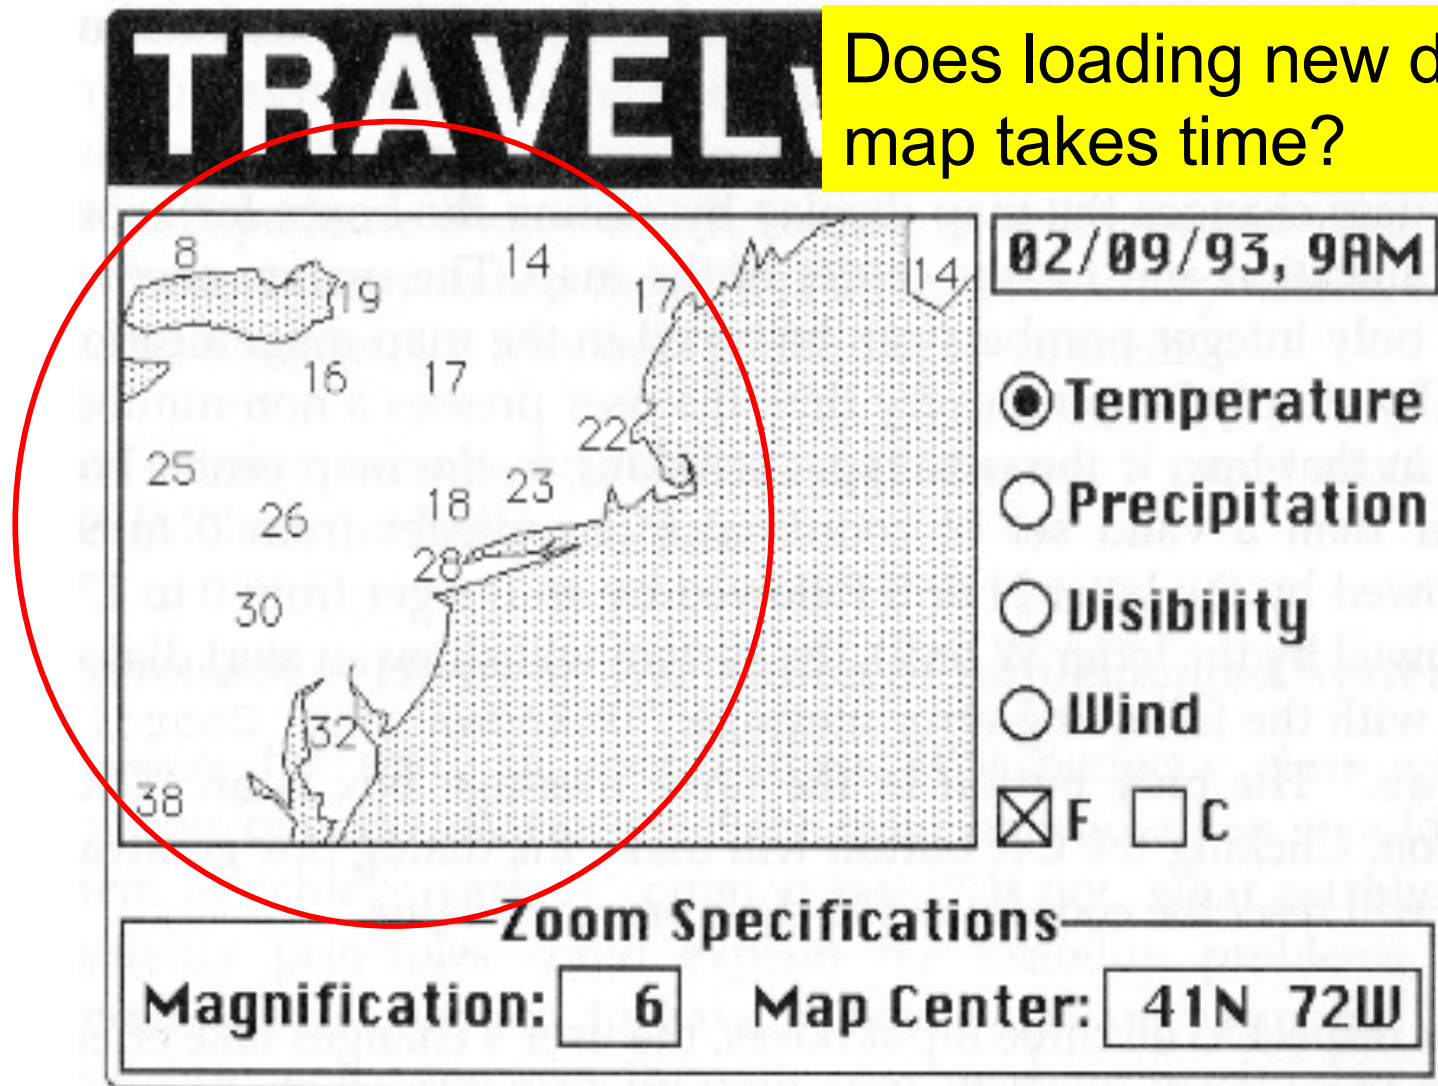 TRAVEL
Does loading new
map takes time?
8
14
14
19
17
16
17
22
25
23
18
26
28
30
32
38
02/09/93, 9AM
Temperature
Precipitation
Visibility
Wind
F
C
Zoom Specifications
Magnification: 6
Map Center: 41N 72W